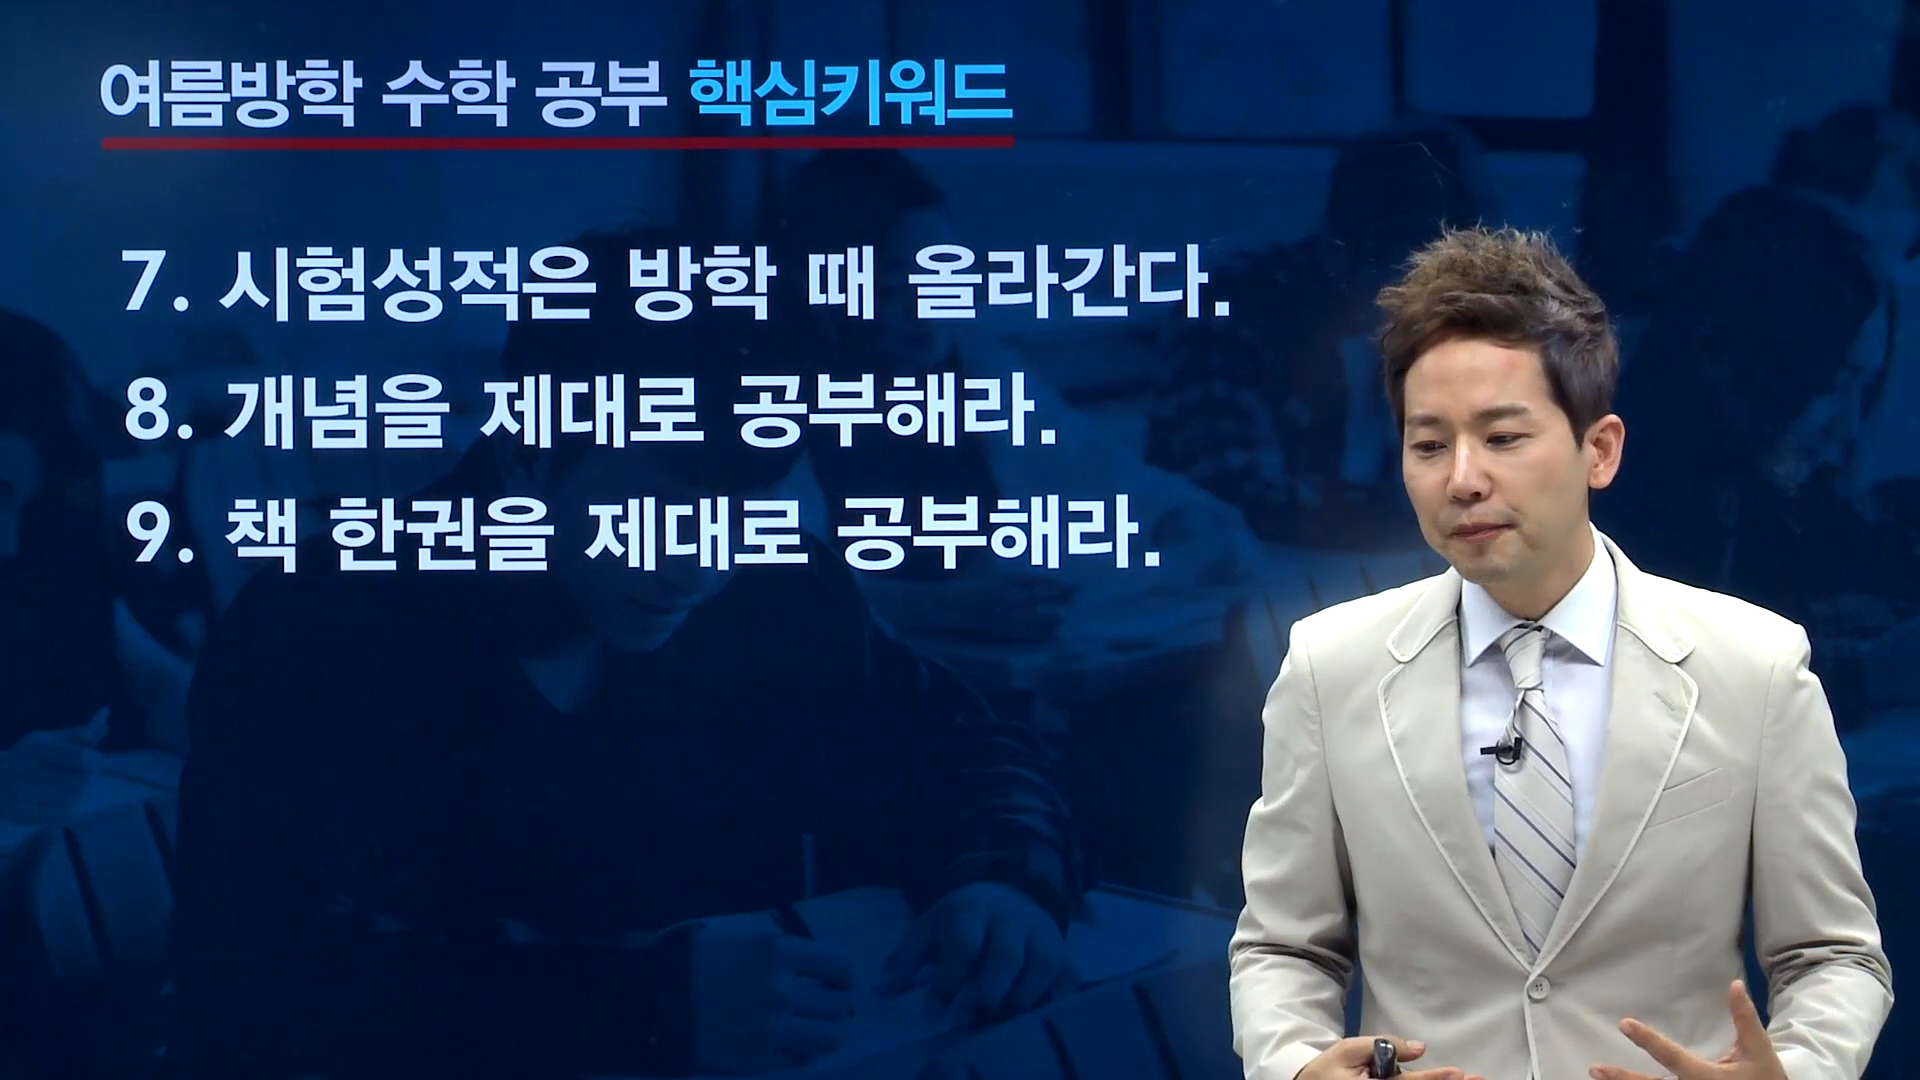 여름방학 수학 공부 핵심키워드
7. 시험성적은 방학 때 올라간다.
8. 개념을 제대로 공부해라.
9. 책 한권을 제대로 공부해라.